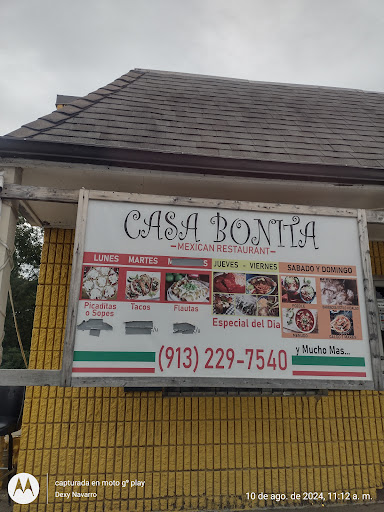 CASA BONITA
MEXICAN RESTAURANT
LUNES MARTES
JUEVES - VIERNES
SABADO Y DOMINGO
Picaditas
o Sopes
Tacos
Flautas
Especial del Dia
y Mucho Mas...
(913) 229-7540
capturada en moto g⁸ play
Dexy Navarro
10 de ago. de 2024, 11:12 a. m.